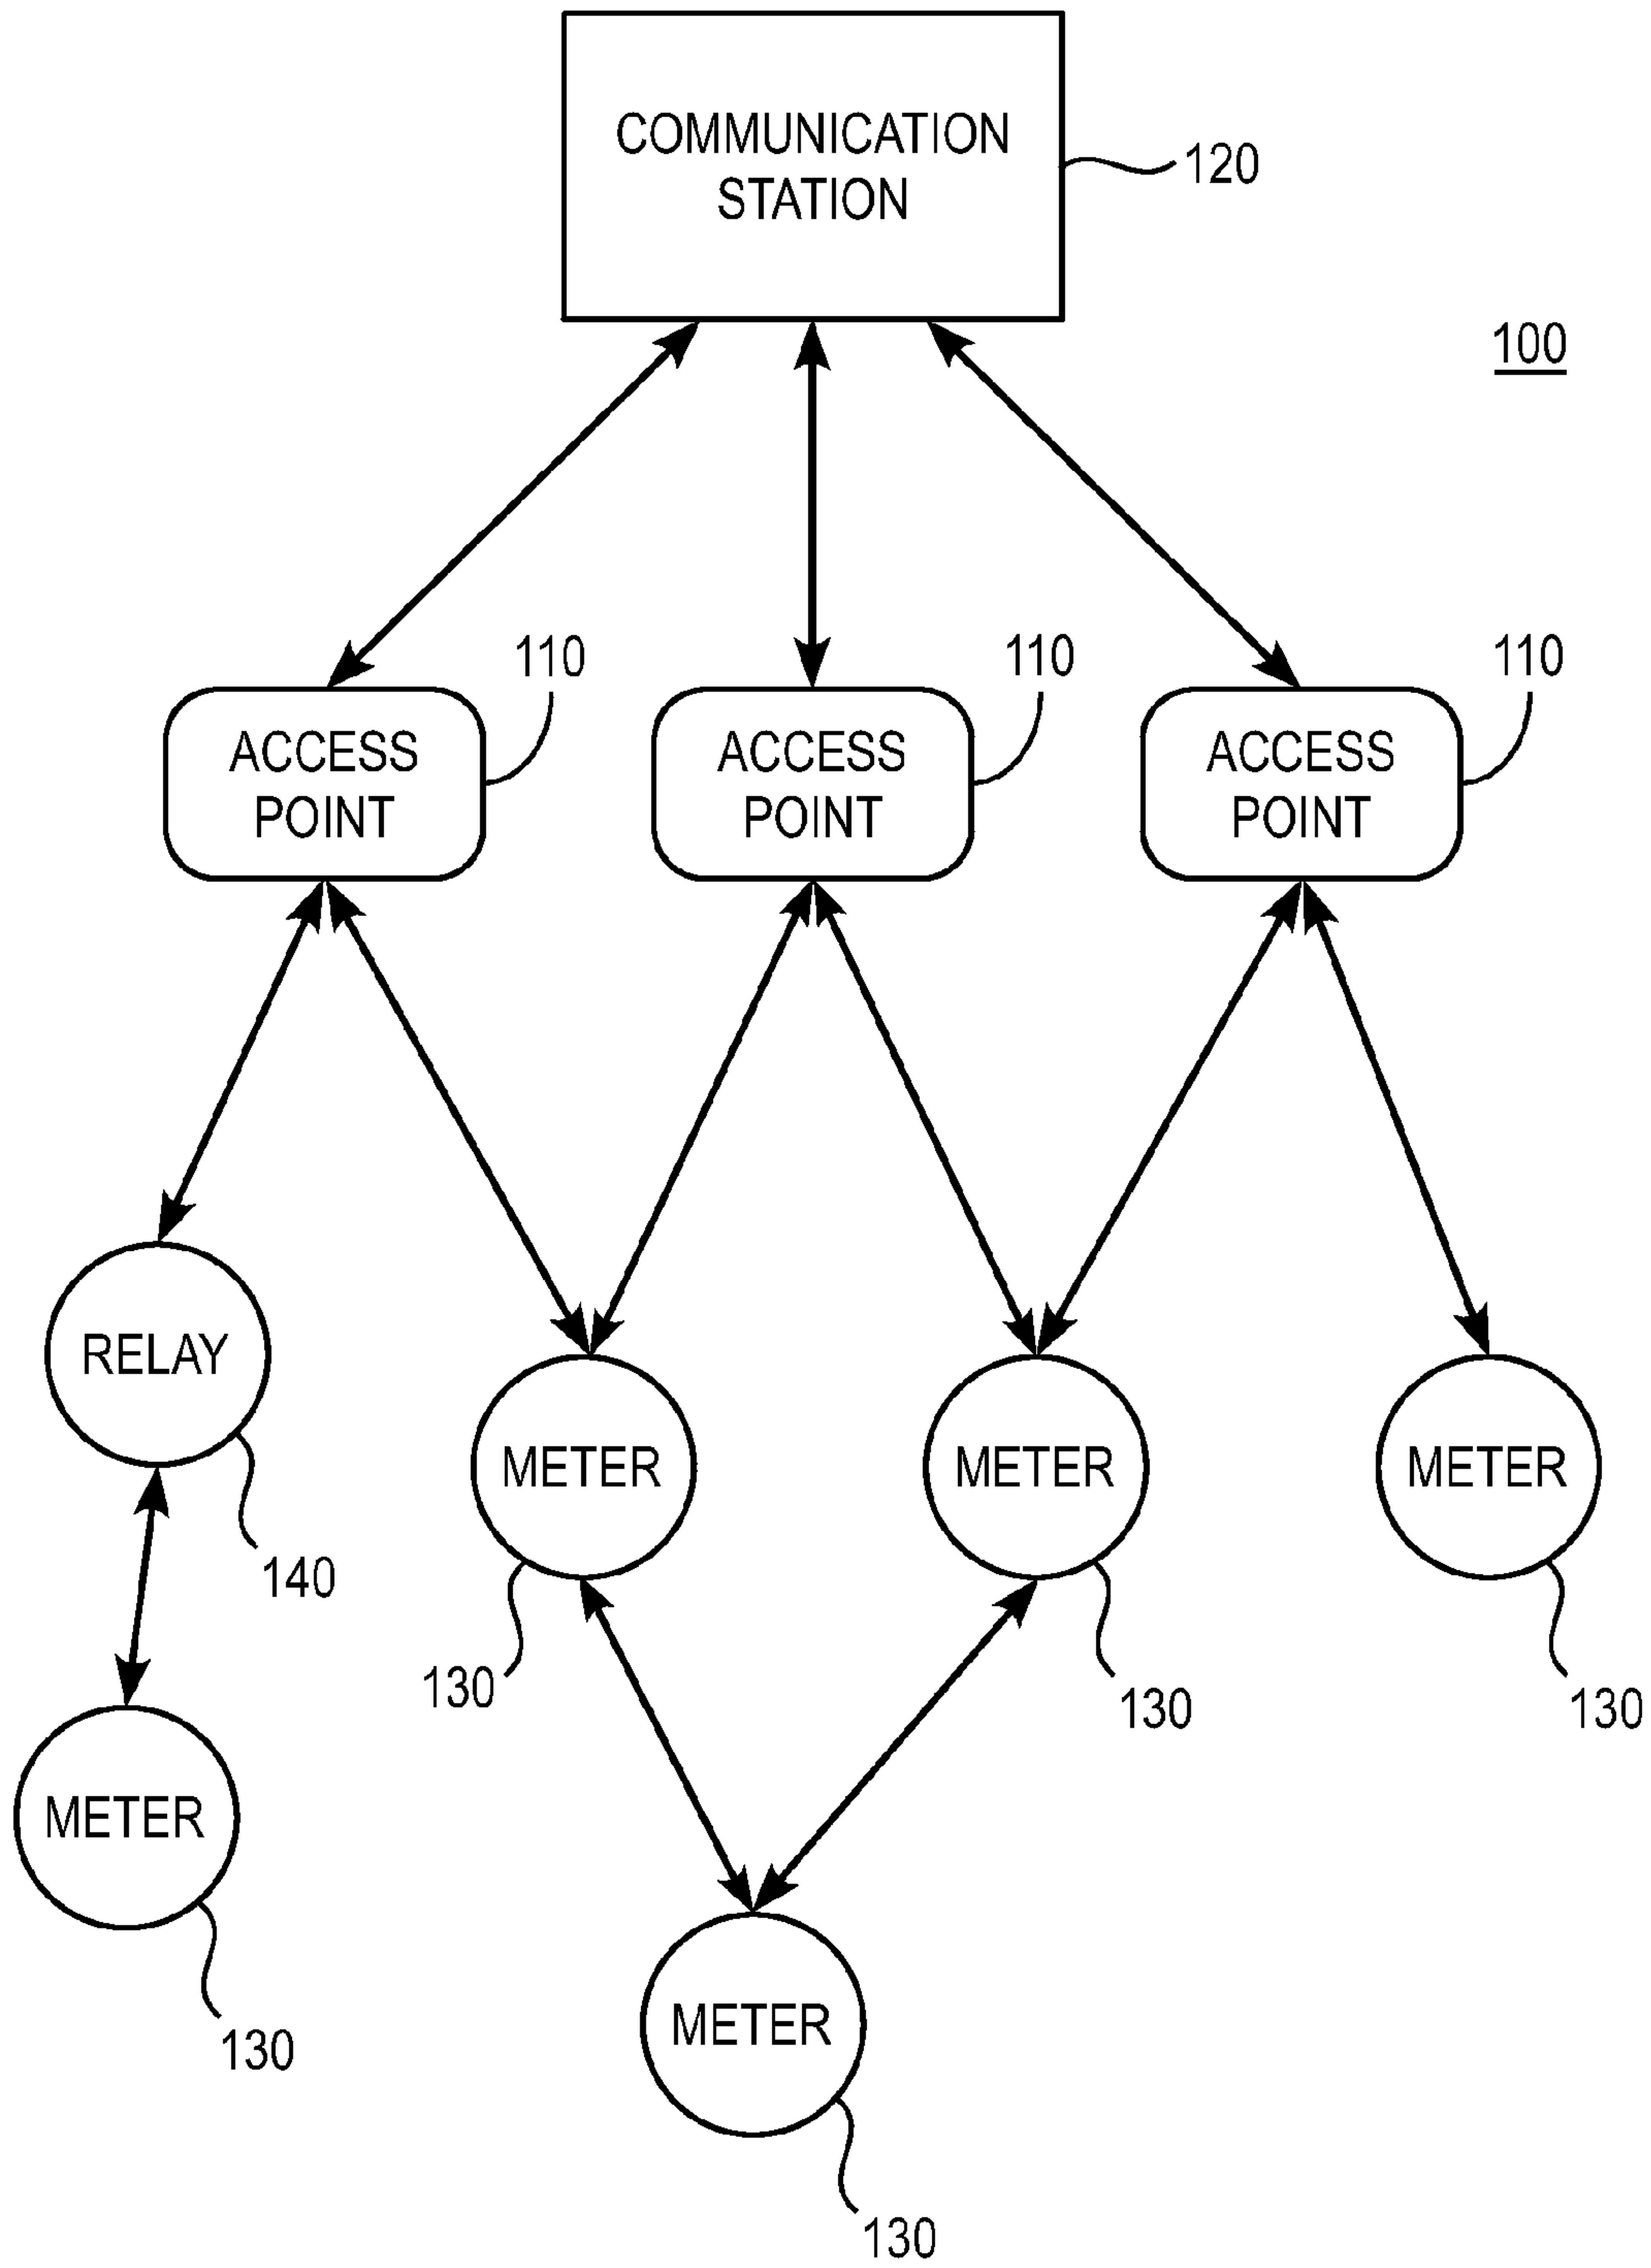 COMMUNICATION
STATION
120
100
110
110
110
ACCESS
POINT
ACCESS
POINT
ACCESS
POINT
RELAY
METER
METER
METER
140
130
130
130
METER
METER
130
130